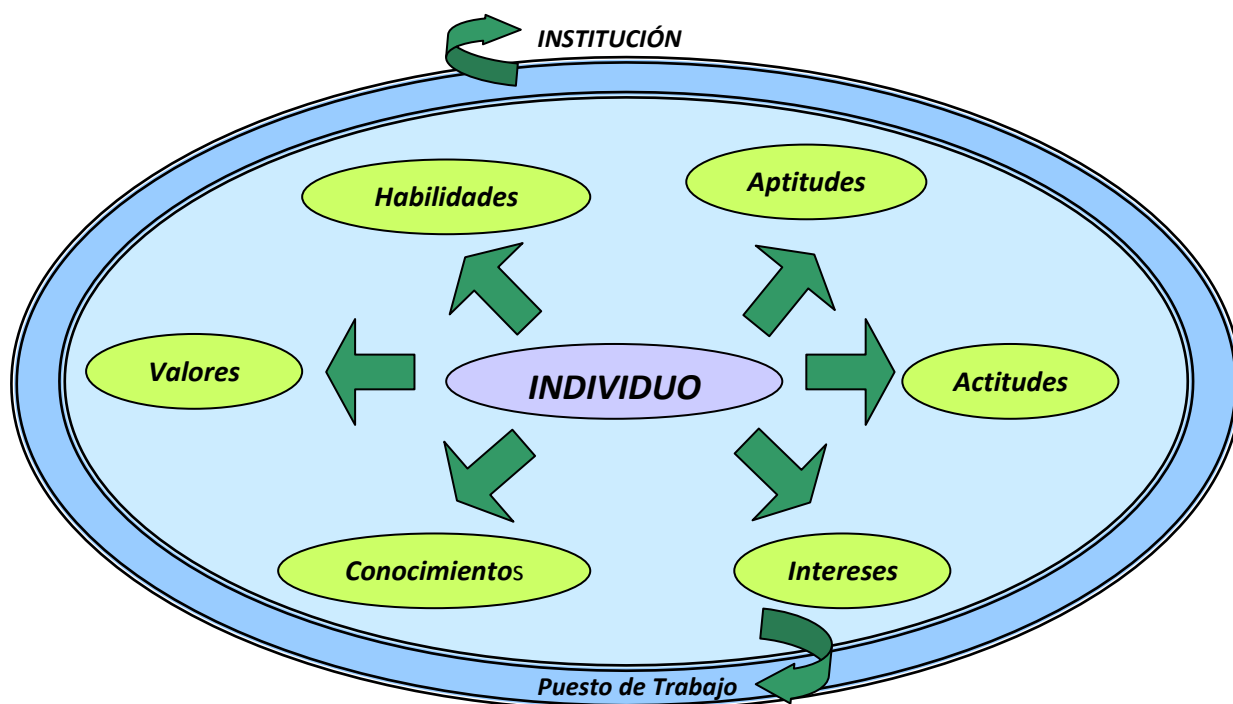 INSTITUCIÓN
Habilidades
Aptitudes
Valores
INDIVIDUO
Actitudes
Conocimientos
Intereses
Puesto de Trabajo